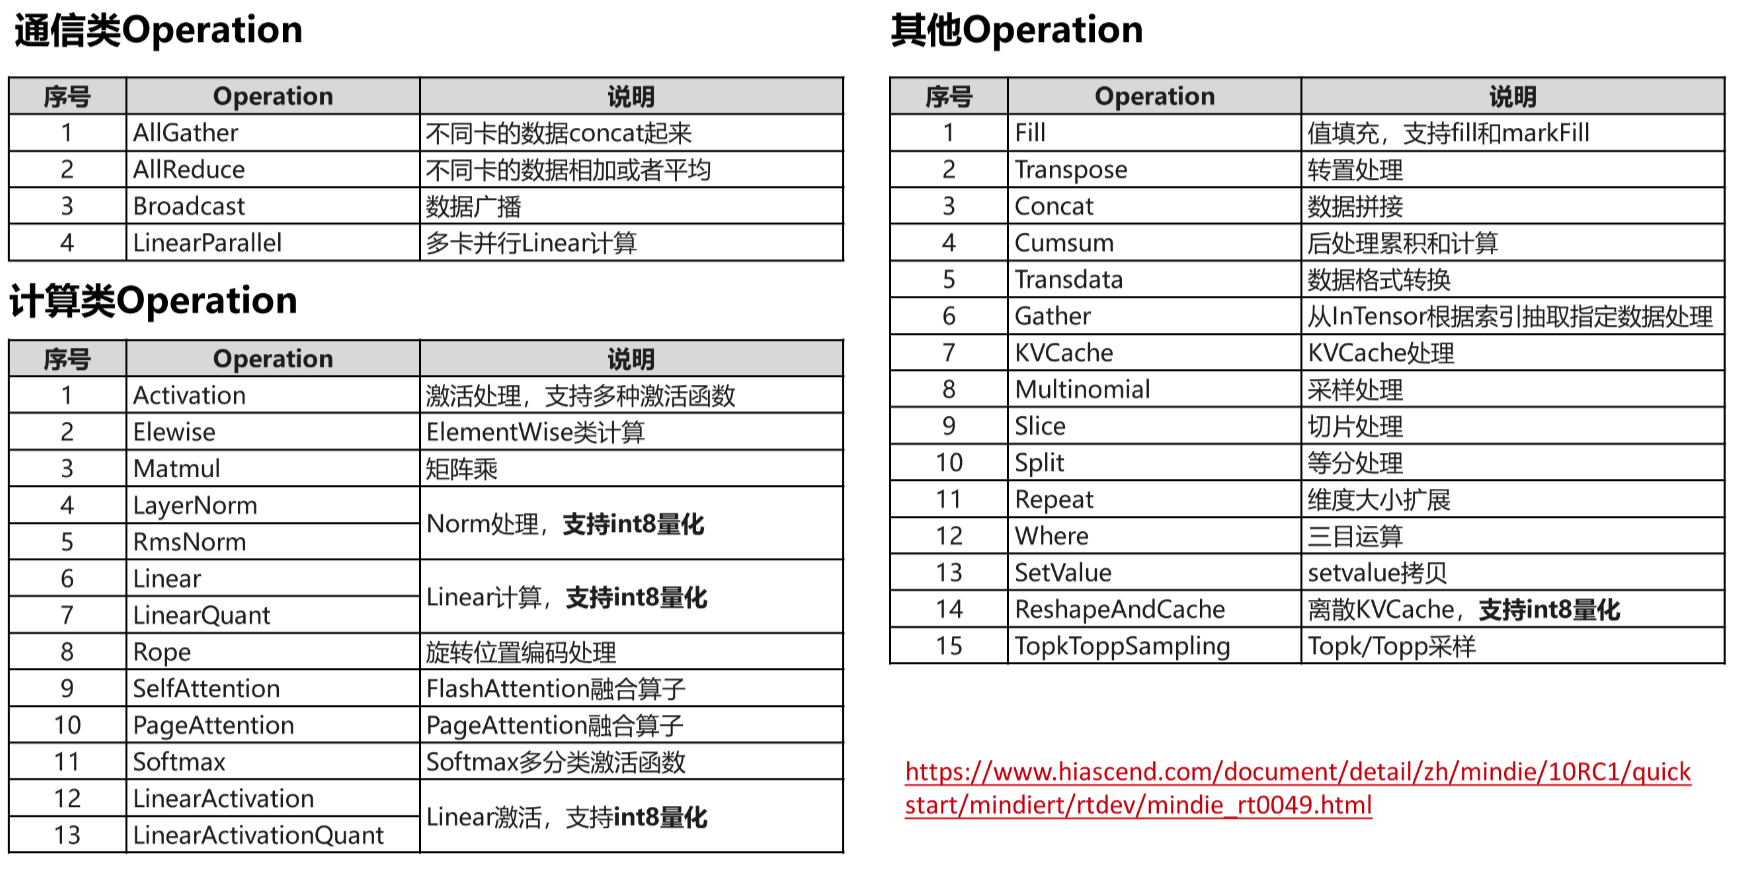 通信类Operation
序号 Operation 说明
1 AllGather 不同卡的数据concat起来
2 AllReduce 不同卡的数据相加或者平均
3 Broadcast 数据广播
4 LinearParallel 多卡并行Linear计算
计算类Operation
序号 Operation 说明
1 Activation 激活处理，支持多种激活函数
2 Elewise ElementWise类计算
3 Matmul 矩阵乘
4 LayerNorm Norm处理，支持int8量化
5 RmsNorm
6 Linear Linear计算，支持int8量化
7 LinearQuant
8 Rope 旋转位置编码处理
9 SelfAttention FlashAttention融合算子
10 PageAttention PageAttention融合算子
11 Softmax Softmax多分类激活函数
12 LinearActivation Linear激活，支持int8量化
13 LinearActivationQuant
其他Operation
序号 Operation 说明
1 Fill 值填充，支持fill和markFill
2 Transpose 转置处理
3 Concat 数据拼接
4 Cumsum 后处理累积和计算
5 Transdata 数据格式转换
6 Gather 从InTensor根据索引抽取指定数据处理
7 KVCache KVCache处理
8 Multinomial 采样处理
9 Slice 切片处理
10 Split 等分处理
11 Repeat 维度大小扩展
12 Where 三目运算
13 SetValue setvalue拷贝
14 ReshapeAndCache 离散KVCache，支持int8量化
15 TopkToppSampling Topk/Topp采样
https://www.hiascend.com/document/detail/zh/mindie/10RC1/quick
start/mindiert/rtdev/mindie_rt0049.html